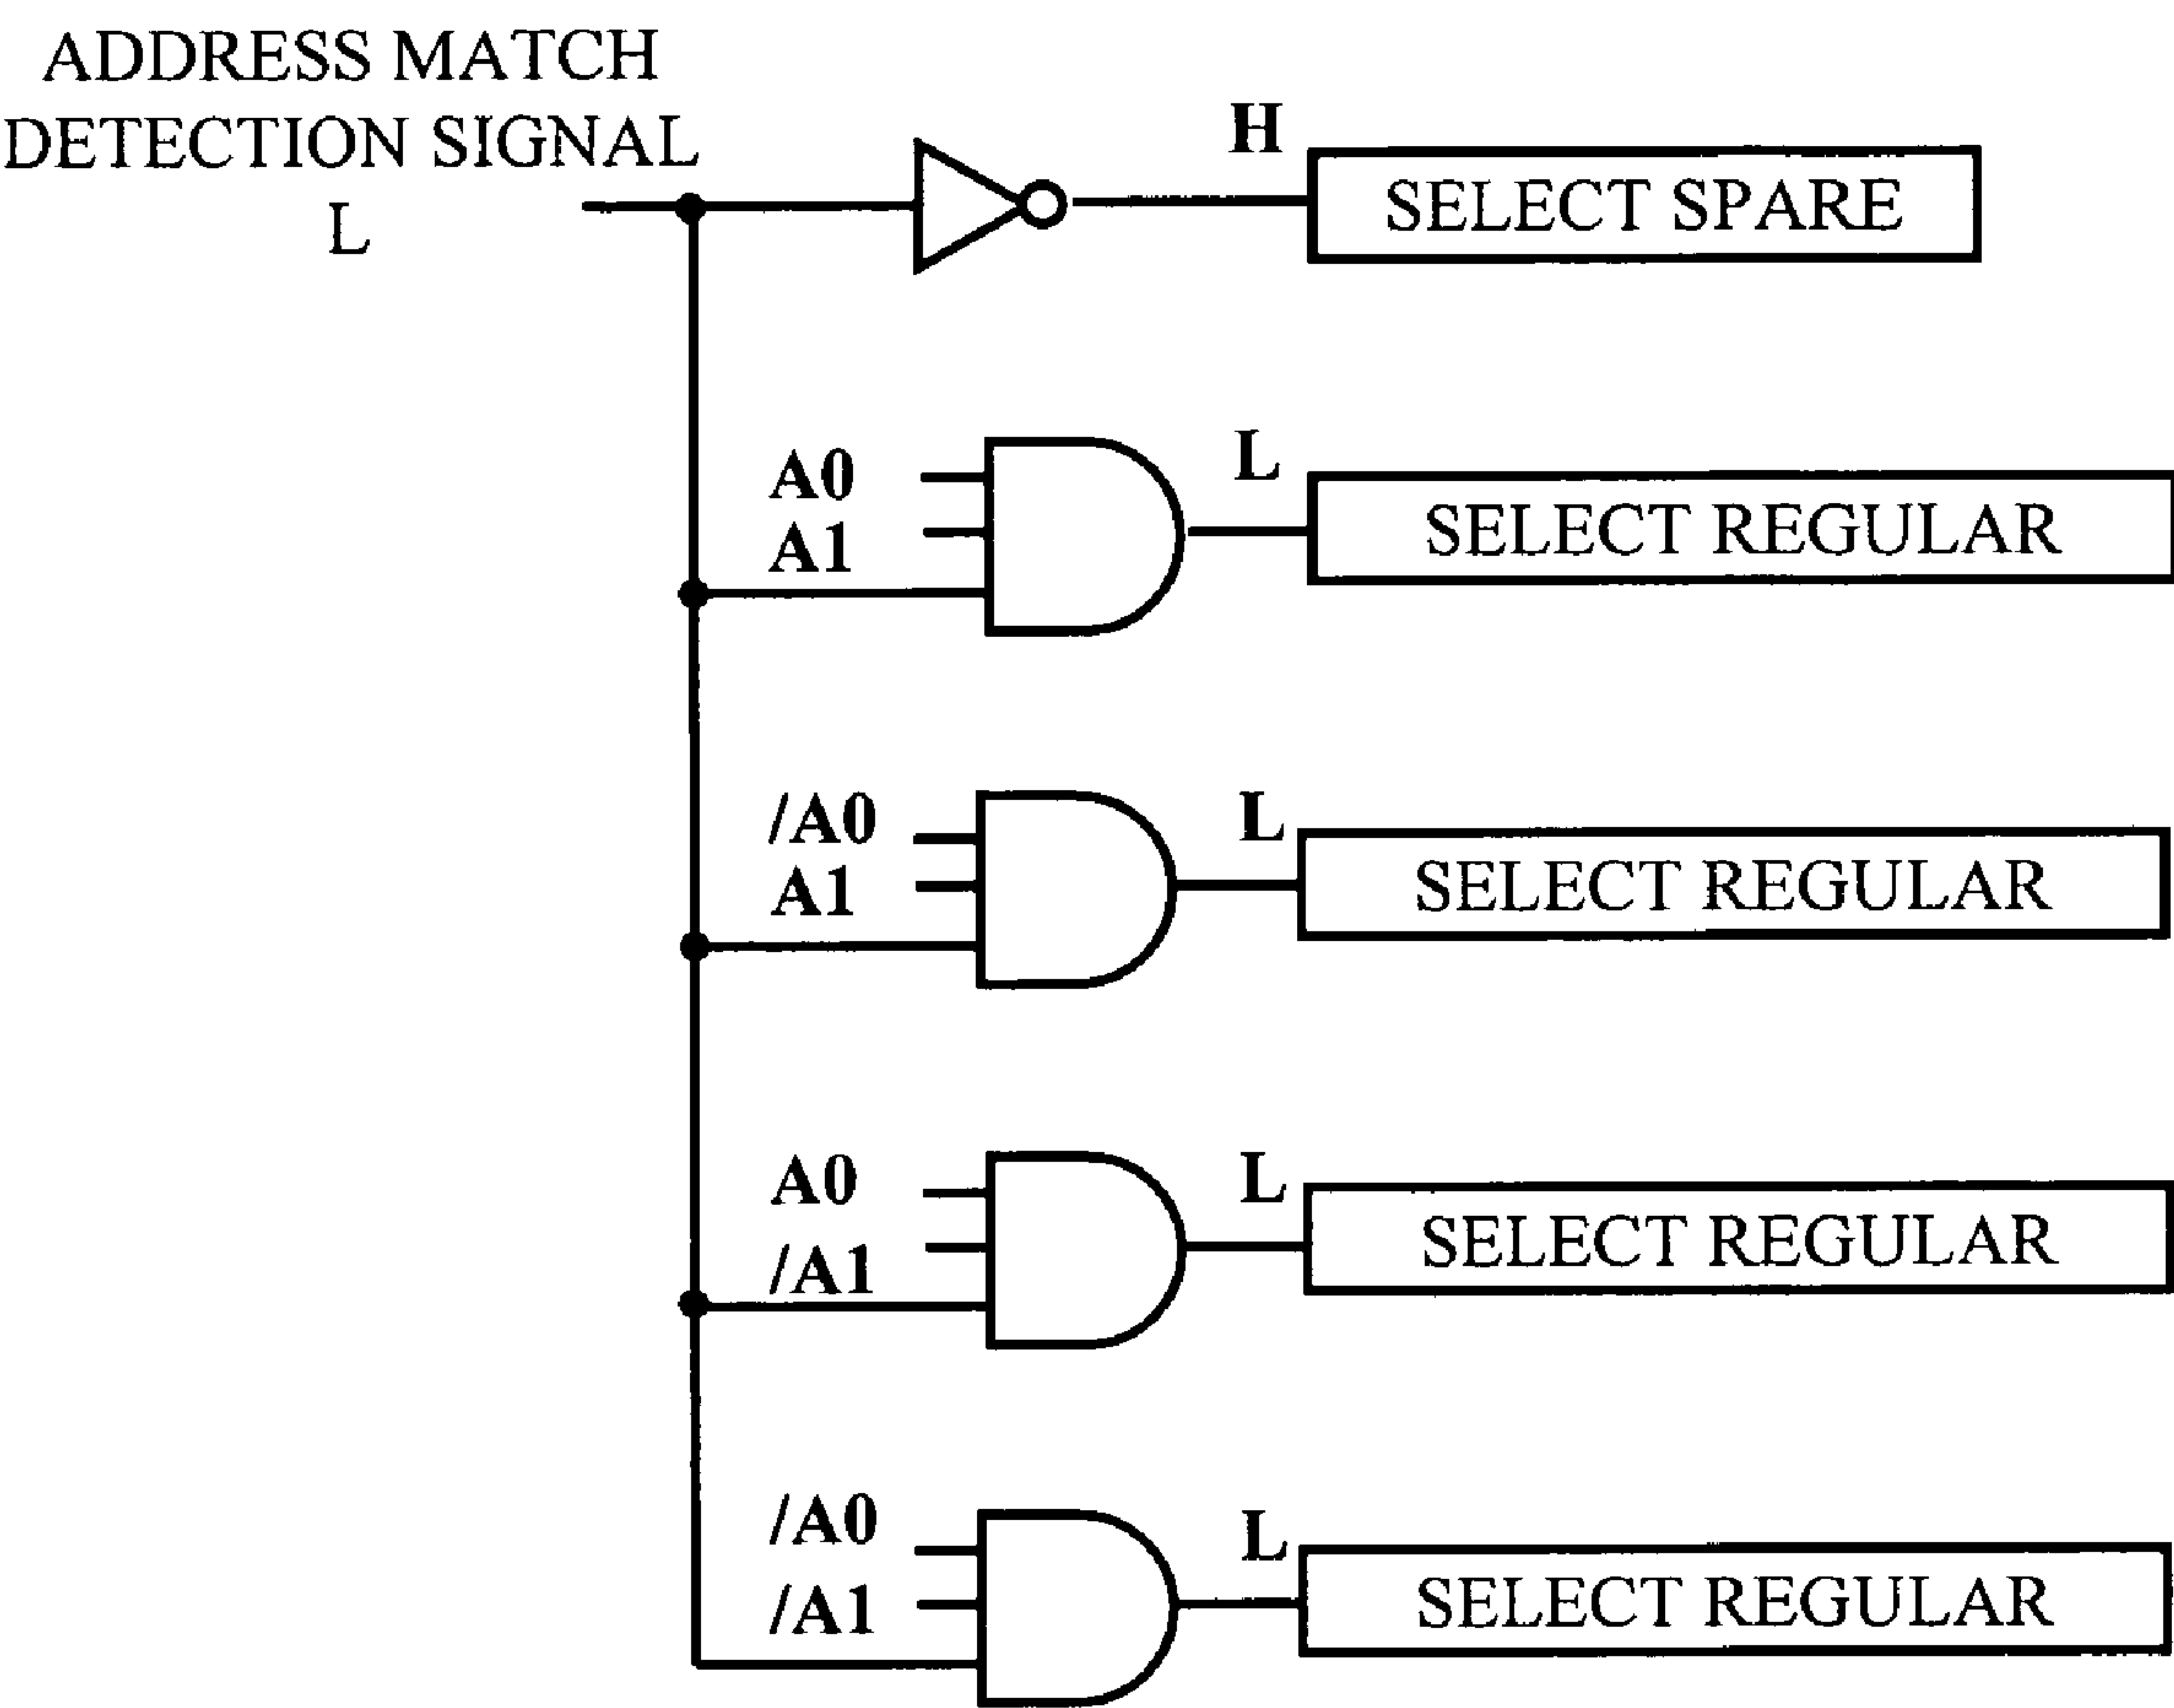 ADDRESS MATCH
DETECTION SIGNAL
L
H
SELECT SPARE
A0
A1
L
SELECT REGULAR
/A0
A1
L
SELECT REGULAR
A0
/A1
L
SELECT REGULAR
/A0
/A1
L
SELECT REGULAR